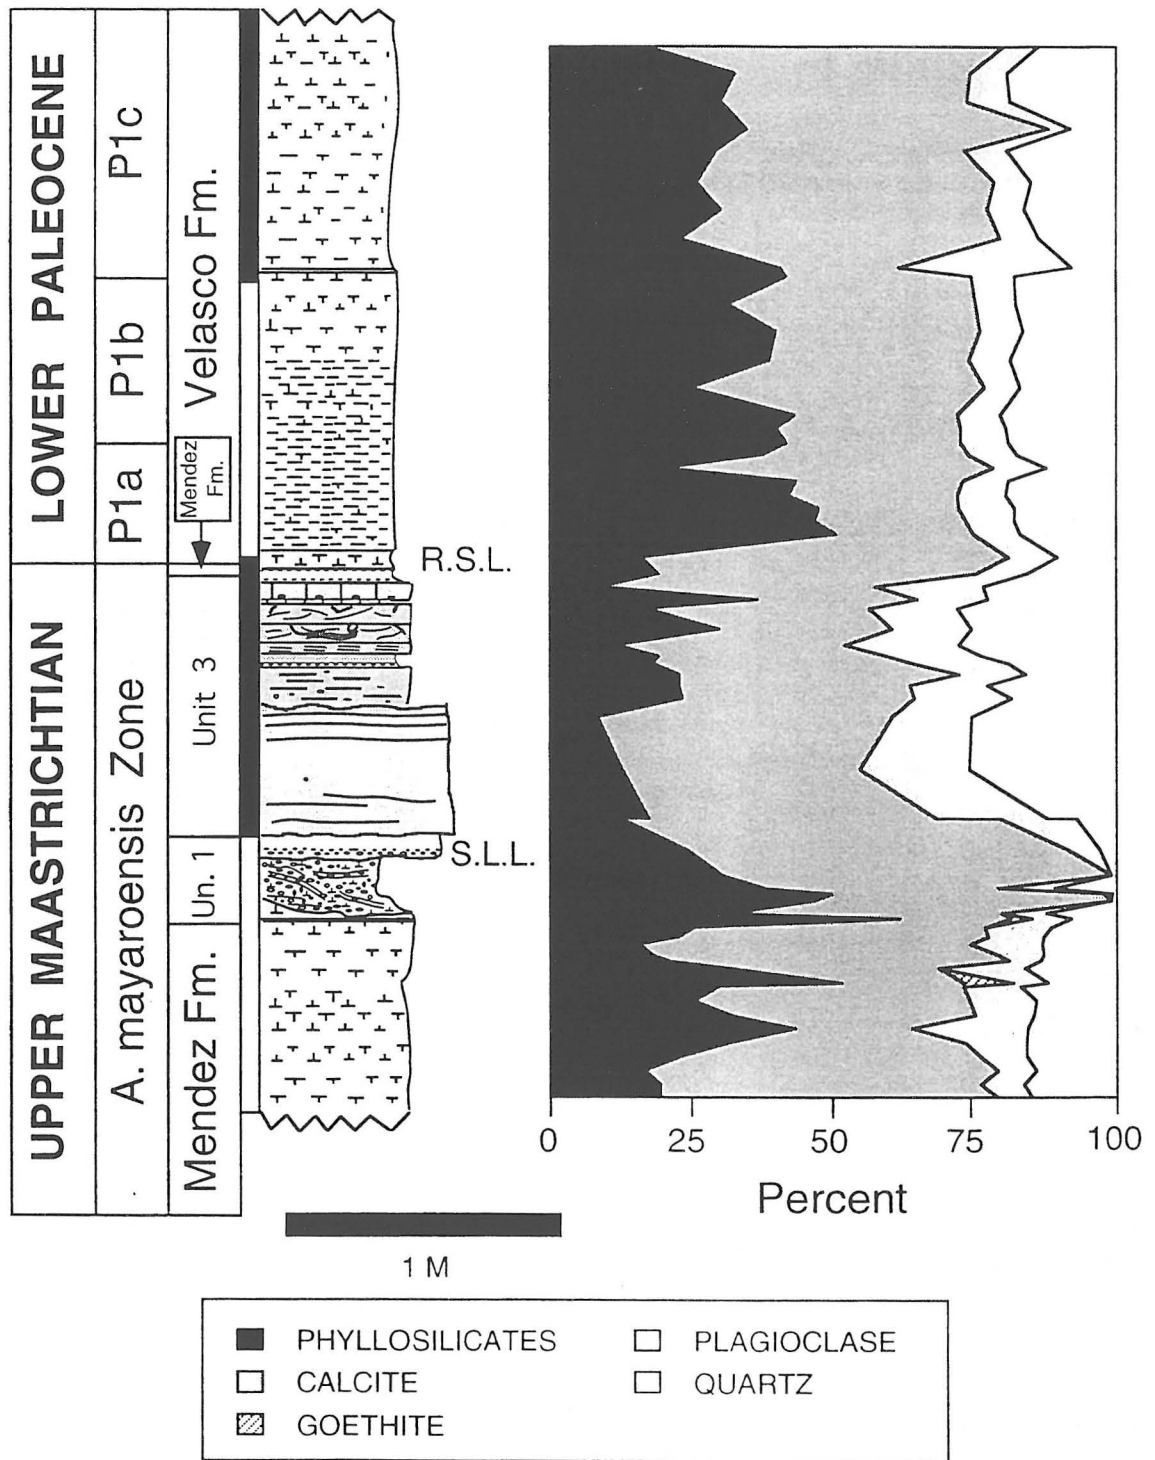 LOWER PALEOCENE
UPPER MAASTRICHTIAN
P1c
P1b
P1a
A. mayaroensis Zone
Velasco Fm.
Mendez
Fm.
Unit 3
Un. 1
Mendez Fm.
R.S.L.
S.L.L.
0 25 50 75 100
Percent
1 M
PHYLLOSILICATES
CALCITE
GOETHITE
PLAGIOCLASE
QUARTZ